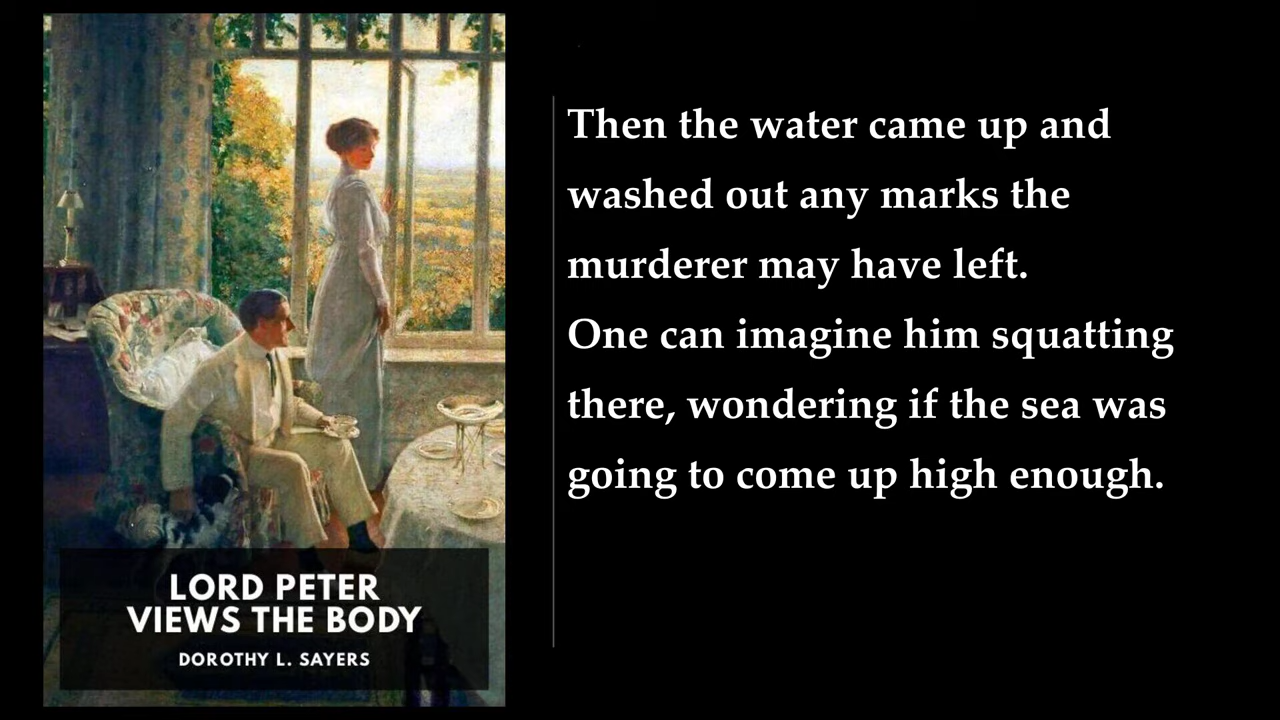 Then the water came up and
washed out any marks the
murderer may have left.
One can imagine him squatting
there, wondering if the sea was
going to come up high enough.
LORD PETER
VIEWS THE BODY
DOROTHY L. SAYERS